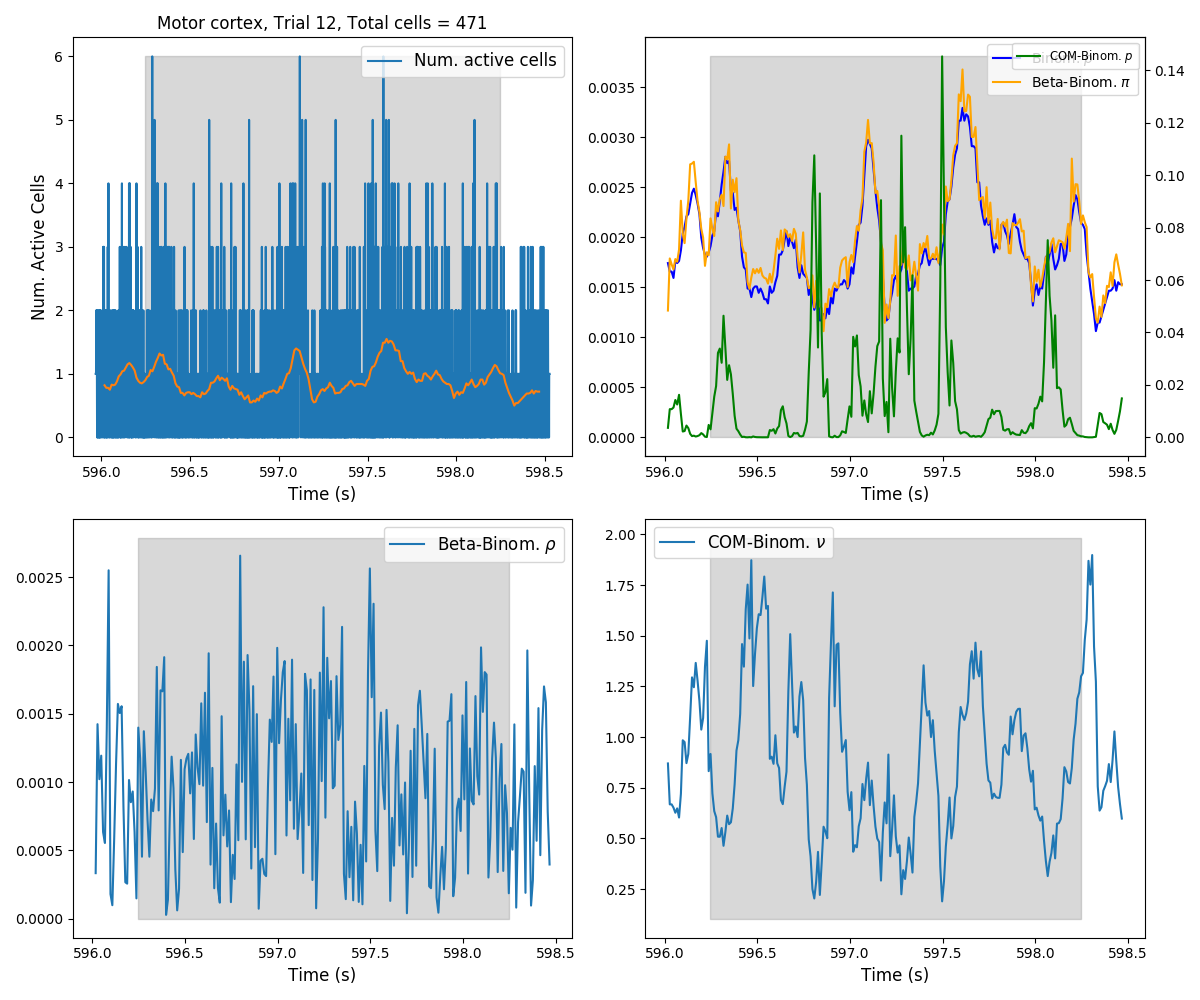 Motor cortex, Trial 12, Total cells = 471
Num. Active Cells
6
5
4
3
2
1
0
Num. active cells
596.0 596.5 597.0 597.5 598.0 598.5
Time (s)
0.0035
0.0030
0.0025
0.0020
0.0015
0.0010
0.0005
0.0000
COM-Binom. p
Binom. p
Beta-Binom. π
0.14
0.12
0.10
0.08
0.06
0.04
0.02
0.00
596.0 596.5 597.0 597.5 598.0 598.5
Time (s)
0.0025
0.0020
0.0015
0.0010
0.0005
0.0000
Beta-Binom. ρ
596.0 596.5 597.0 597.5 598.0 598.5
Time (s)
2.00
1.75
1.50
1.25
1.00
0.75
0.50
0.25
COM-Binom. ν
596.0 596.5 597.0 597.5 598.0 598.5
Time (s)